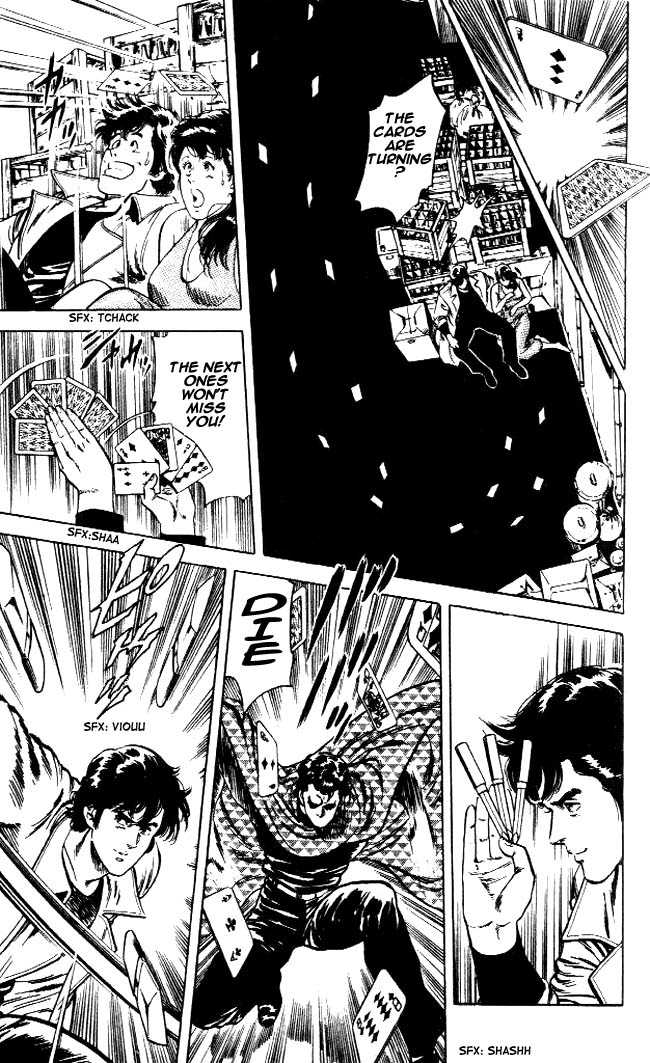 THE
CARDS
ARE
TURNING
?
SFX: TCHACK
THE NEXT
ONES
WON'T
MISS
YOU!
SFX:SHAA
SFX: SHASHH
DIE
SFX: VIOUU